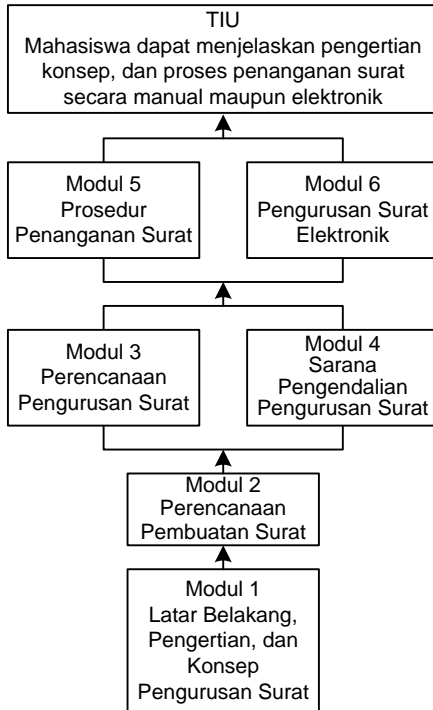 TIU
Mahasiswa dapat menjelaskan pengertian
konsep, dan proses penanganan surat
secara manual maupun elektronik
Modul 5
Prosedur
Penanganan Surat
Modul 6
Pengurusan Surat
Elektronik
Modul 3
Perencanaan
Pengurusan Surat
Modul 4
Sarana
Pengendalian
Pengurusan Surat
Modul 2
Perencanaan
Pembuatan Surat
Modul 1
Latar Belakang,
Pengertian, dan
Konsep
Pengurusan Surat